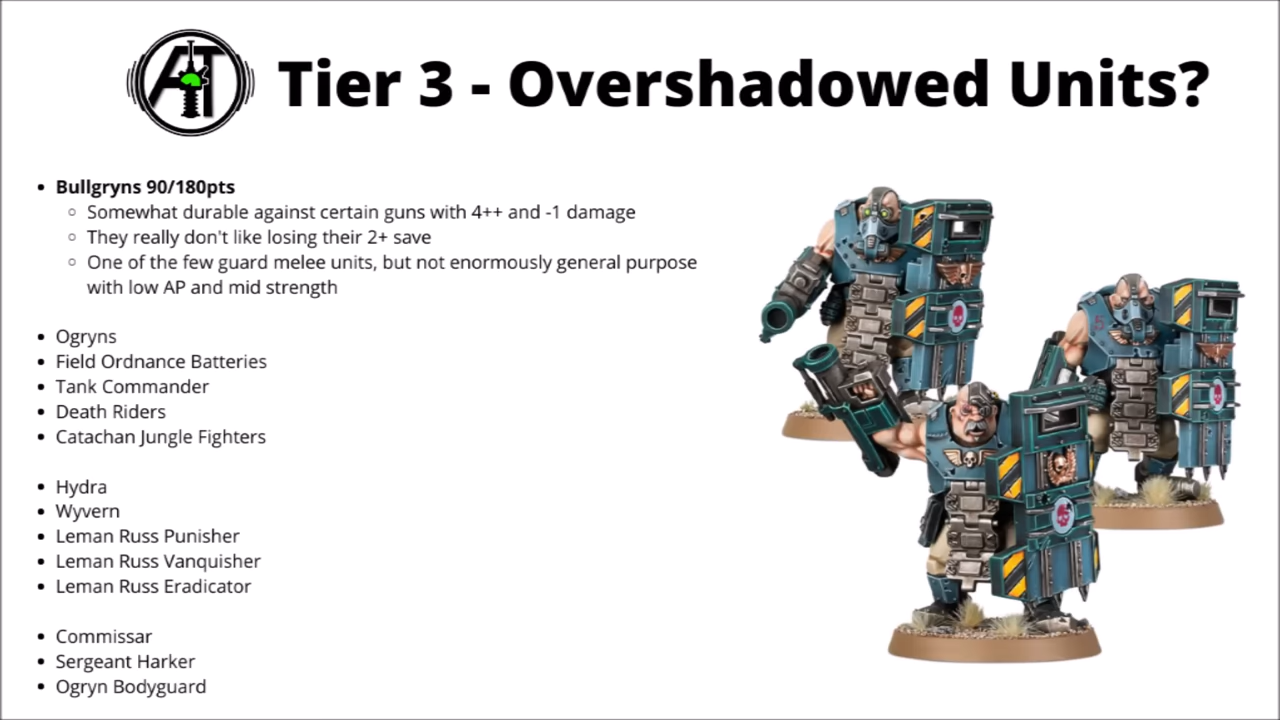 AT
Tier 3 - Overshadowed Units?
• Bullgryns 90/180pts
○ Somewhat durable against certain guns with 4++ and -1 damage
○ They really don't like losing their 2+ save
○ One of the few guard melee units, but not enormously general purpose
with low AP and mid strength
• Ogryns
• Field Ordnance Batteries
• Tank Commander
• Death Riders
• Catachan Jungle Fighters
• Hydra
• Wyvern
• Leman Russ Punisher
• Leman Russ Vanquisher
• Leman Russ Eradicator
• Commissar
• Sergeant Harker
• Ogryn Bodyguard